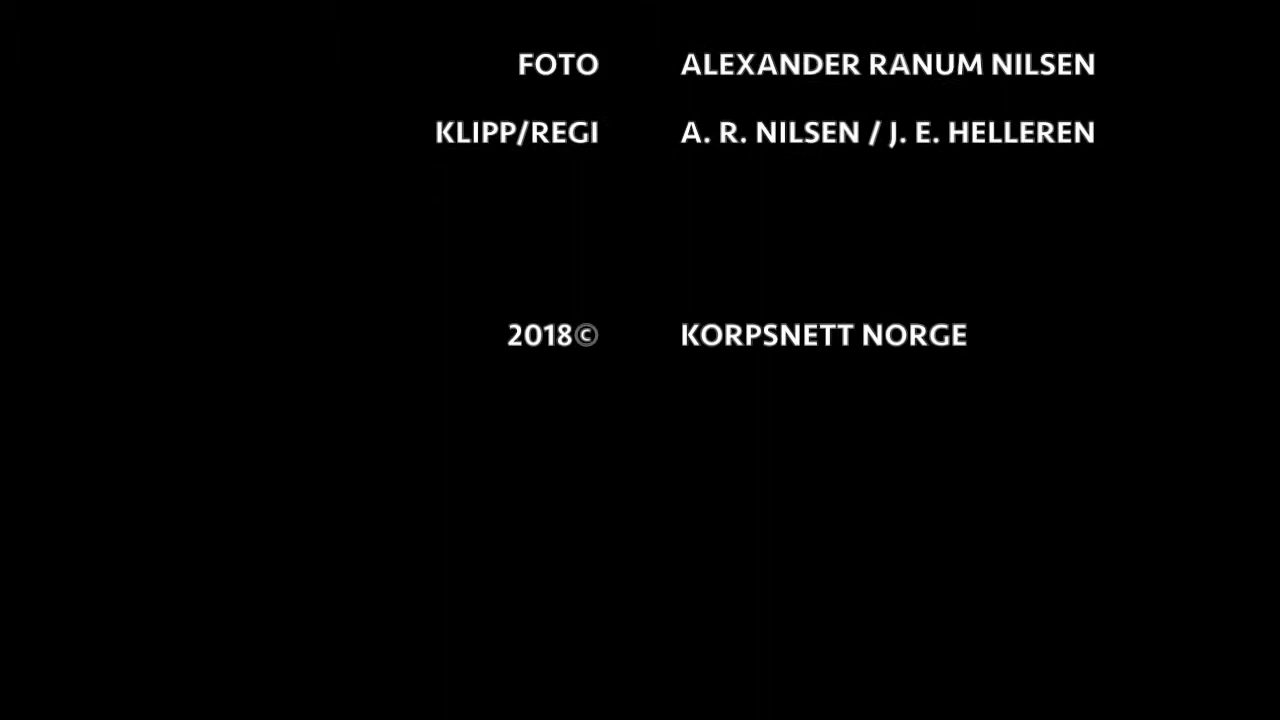 FOTO ALEXANDER RANUM NILSEN
KLIPP/REGI A. R. NILSEN / J. E. HELLEREN
2018© KORPSNETT NORGE